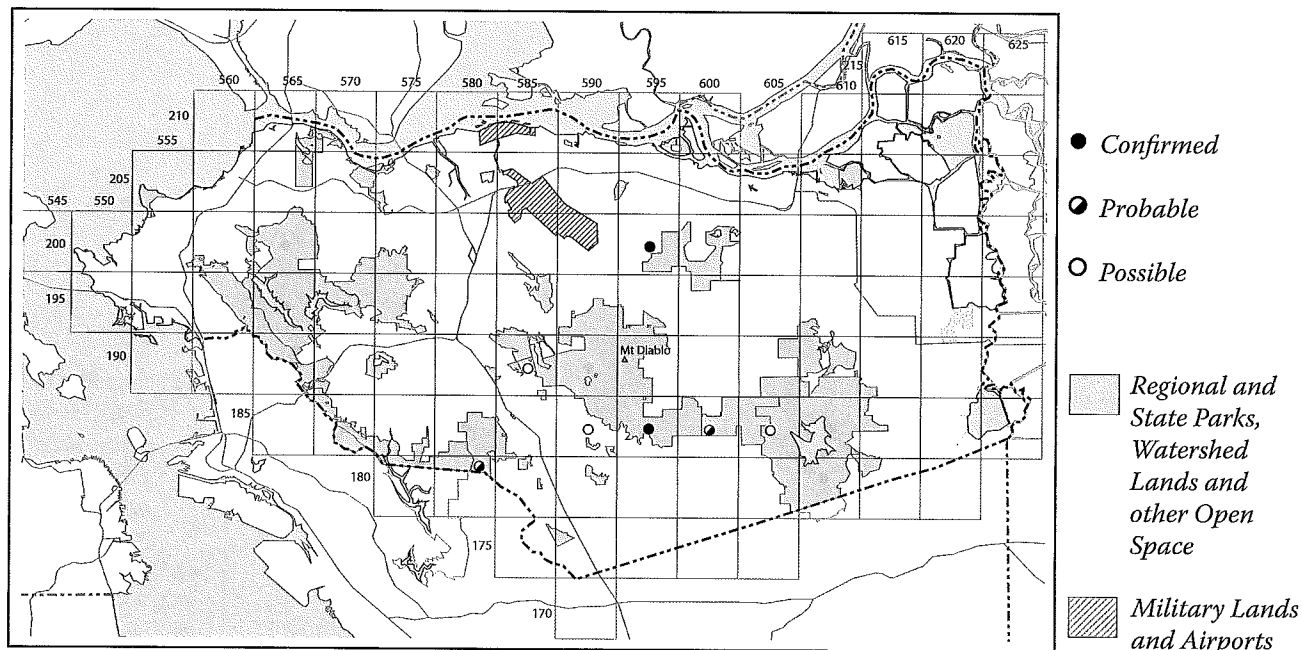 615 620 625
215
560 565 570 575 580 585 590 595 600 605 610
210
555
205
545 550
200
195
190
Mt Diablo
185
180
175
170
Confirmed
Probable
Possible
Regional and
State Parks,
Watershed
Lands and
other Open
Space
Military Lands
and Airports